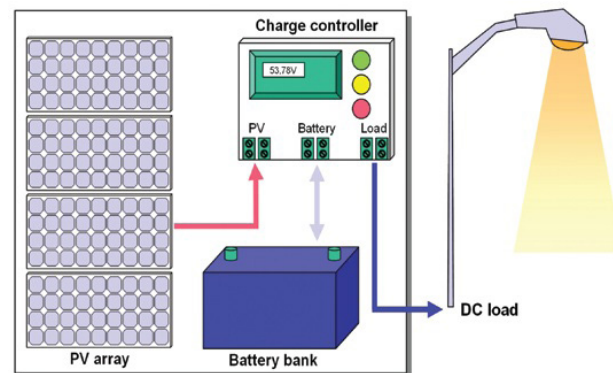 Charge controller
53,78V
PV
Battery
Load
PV array
Battery bank
DC load